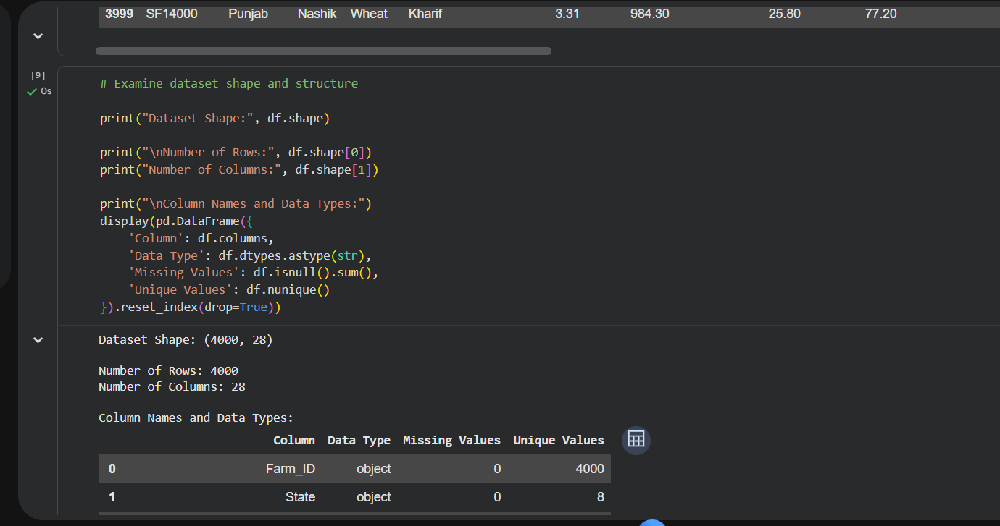 3999 SF14000 Punjab Nashik Wheat Kharif 3.31 984.30 25.80 77.20
[9]
0s
# Examine dataset shape and structure
print("Dataset Shape:", df.shape)
print("\nNumber of Rows:", df.shape[0])
print("Number of Columns:", df.shape[1])
print("\nColumn Names and Data Types:")
display(pd.DataFrame({
    'Column': df.columns,
    'Data Type': df.dtypes.astype(str),
    'Missing Values': df.isnull().sum(),
    'Unique Values': df.nunique()
}).reset_index(drop=True))
Dataset Shape: (4000, 28)
Number of Rows: 4000
Number of Columns: 28
Column Names and Data Types:
Column Data Type Missing Values Unique Values
0 Farm_ID object 0 4000
1 State object 0 8